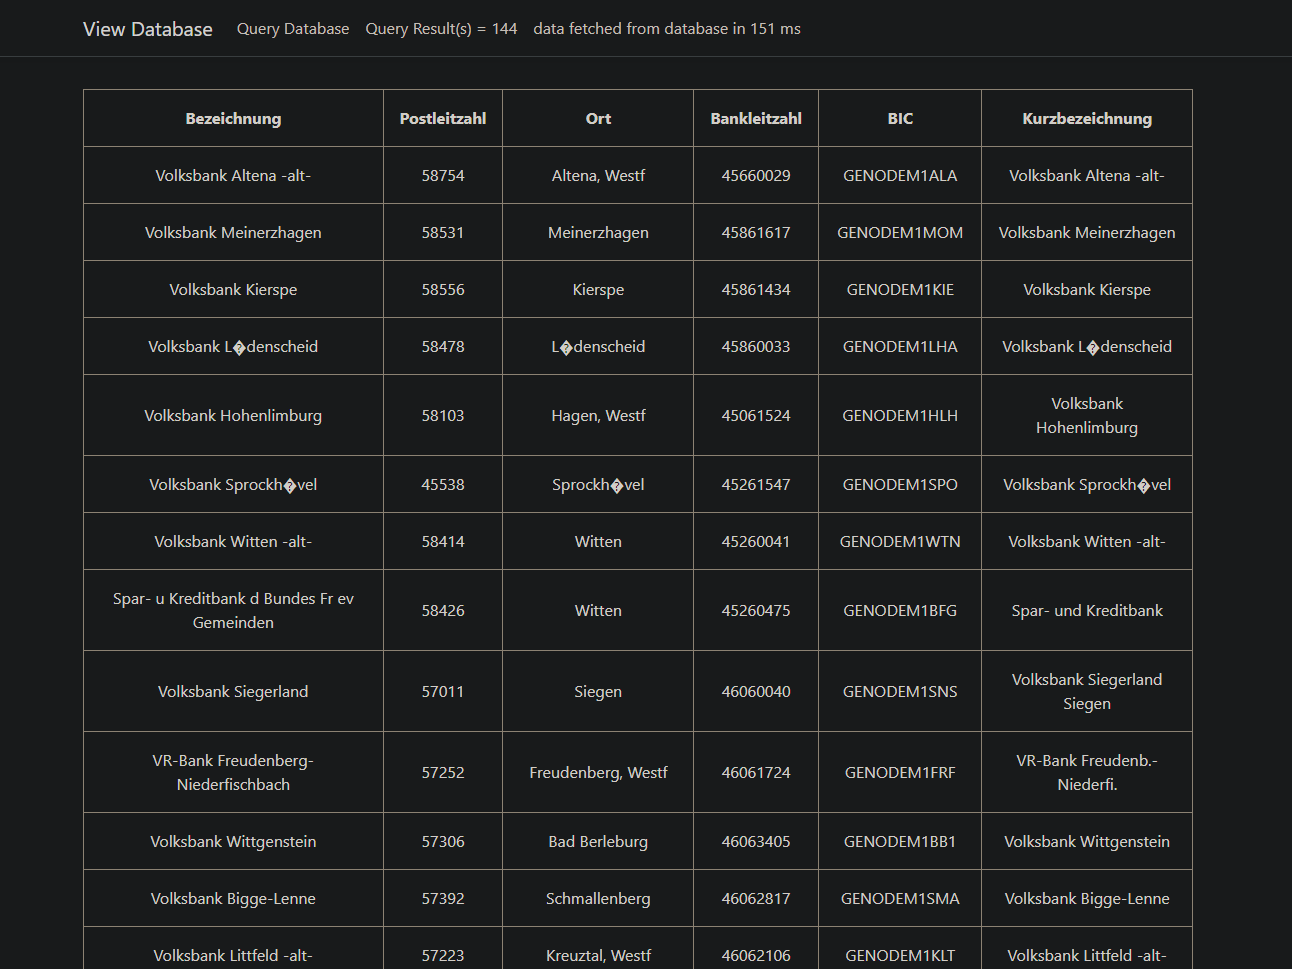 View Database Query Database Query Result(s) = 144 data fetched from database in 151 ms
Bezeichnung Postleitzahl Ort Bankleitzahl BIC Kurzbezeichnung
Volksbank Altena -alt- 58754 Altena, Westf 45660029 GENODEM1ALA Volksbank Altena -alt-
Volksbank Meinerzhagen 58531 Meinerzhagen 45861617 GENODEM1MOM Volksbank Meinerzhagen
Volksbank Kierspe 58556 Kierspe 45861434 GENODEM1KIE Volksbank Kierspe
Volksbank L�denscheid 58478 L�denscheid 45860033 GENODEM1LHA Volksbank L�denscheid
Volksbank Hohenlimburg 58103 Hagen, Westf 45061524 GENODEM1HLH Volksbank
Hohenlimburg
Volksbank Sprockh�vel 45538 Sprockh�vel 45261547 GENODEM1SPO Volksbank Sprockh�vel
Volksbank Witten -alt- 58414 Witten 45260041 GENODEM1WTN Volksbank Witten -alt-
Spar- u Kreditbank d Bundes Fr ev
Gemeinden 58426 Witten 45260475 GENODEM1BFG Spar- und Kreditbank
Volksbank Siegerland 57011 Siegen 46060040 GENODEM1SNS Volksbank Siegerland
Siegen
VR-Bank Freudenberg-
Niederfischbach 57252 Freudenberg, Westf 46061724 GENODEM1FRF VR-Bank Freudenb.-
Niederfi.
Volksbank Wittgenstein 57306 Bad Berleburg 46063405 GENODEM1BB1 Volksbank Wittgenstein
Volksbank Bigge-Lenne 57392 Schmallenberg 46062817 GENODEM1SMA Volksbank Bigge-Lenne
Volksbank Littfeld -alt- 57223 Kreuztal, Westf 46062106 GENODEM1KLT Volksbank Littfeld -alt-